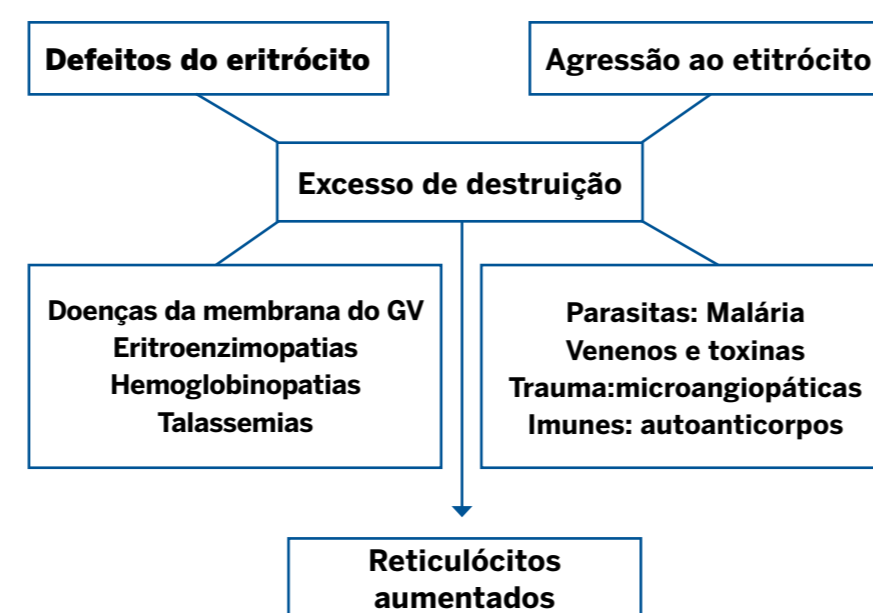 Defeitos do eritrócito
Agressão ao etitrócito
Excesso de destruição
Doenças da membrana do GV
Eritroenzimopatias
Hemoglobinopatias
Talassemias
Parasitas: Malária
Venenos e toxinas
Trauma:microangiopáticas
Imunes: autoanticorpos
Reticulócitos
aumentados